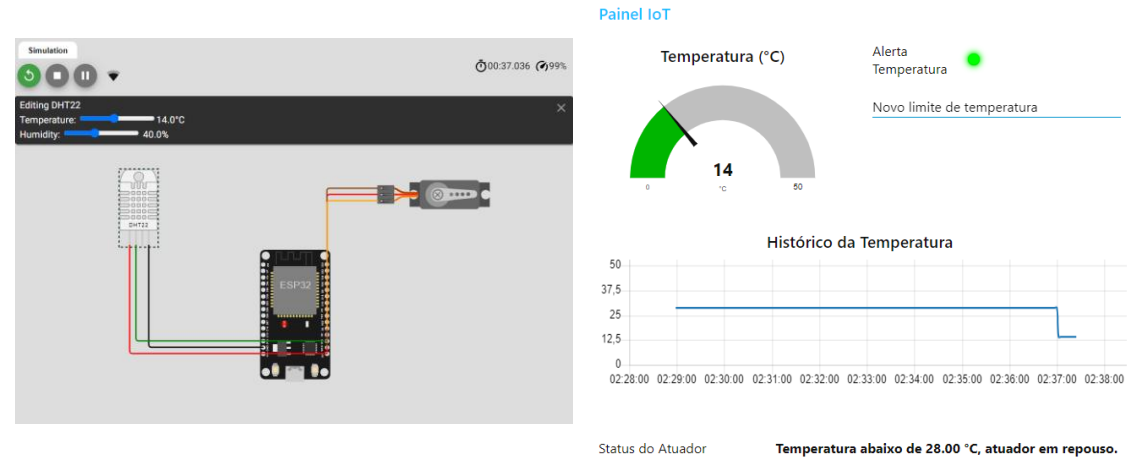 Simulation
00:37.036 99%
Editing DHT22
Temperature: 14.0°C
Humidity: 40.0%
DHT22
ESP32
Painel IoT
Temperatura (°C)
14
°C
0
50
Alerta
Temperatura
Novo limite de temperatura
Histórico da Temperatura
50
37,5
25
12,5
0
02:28:00 02:29:00 02:30:00 02:31:00 02:32:00 02:33:00 02:34:00 02:35:00 02:36:00 02:37:00 02:38:00
Status do Atuador Temperatura abaixo de 28.00 °C, atuador em repouso.